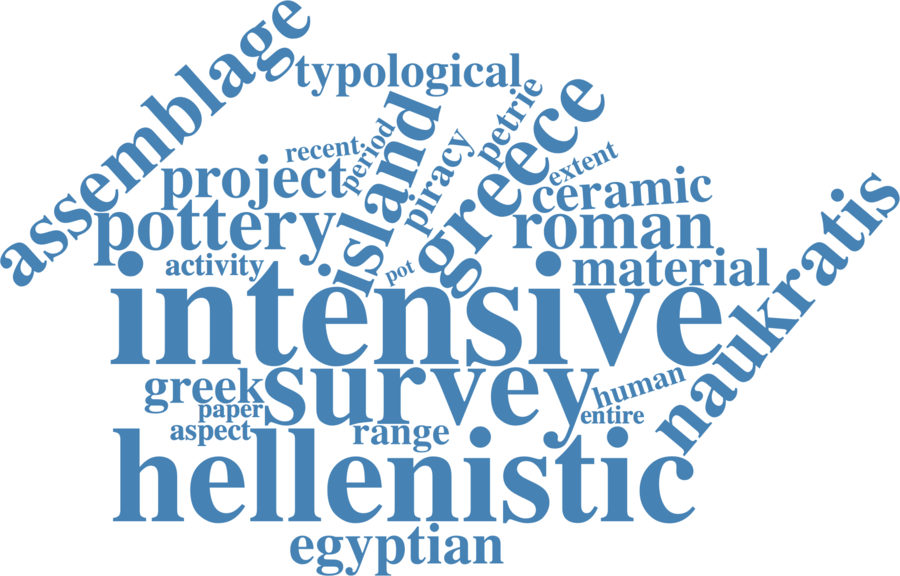 assemblage
typological
petrie
greece
recent
period
island
piracy
extent
project
ceramic
pottery
roman
naukratis
activity
pot
material
intensive
greek
survey
human
paper
entire
aspect
range
hellenistic
egyptian